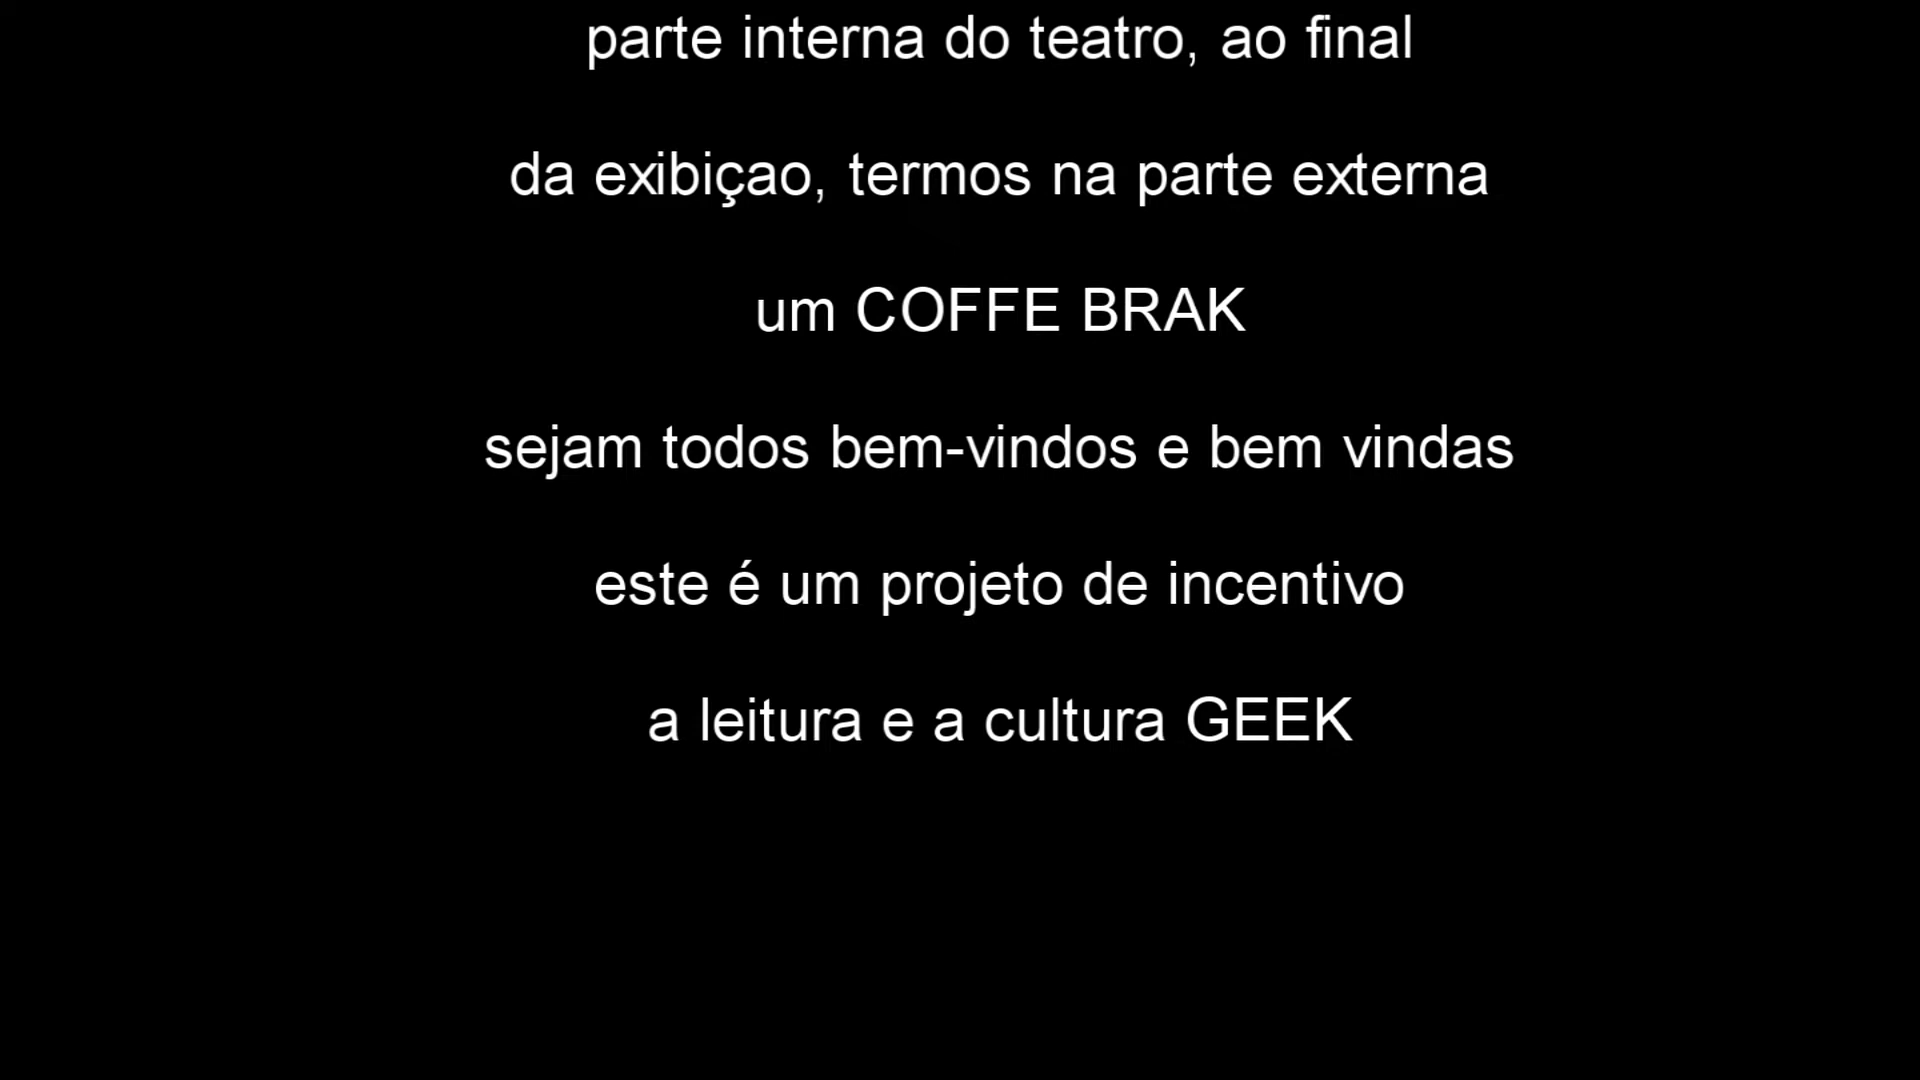 parte interna do teatro, ao final
da exibiçao, termos na parte externa
um COFFE BRAK
sejam todos bem-vindos e bem vindas
este é um projeto de incentivo
a leitura e a cultura GEEK